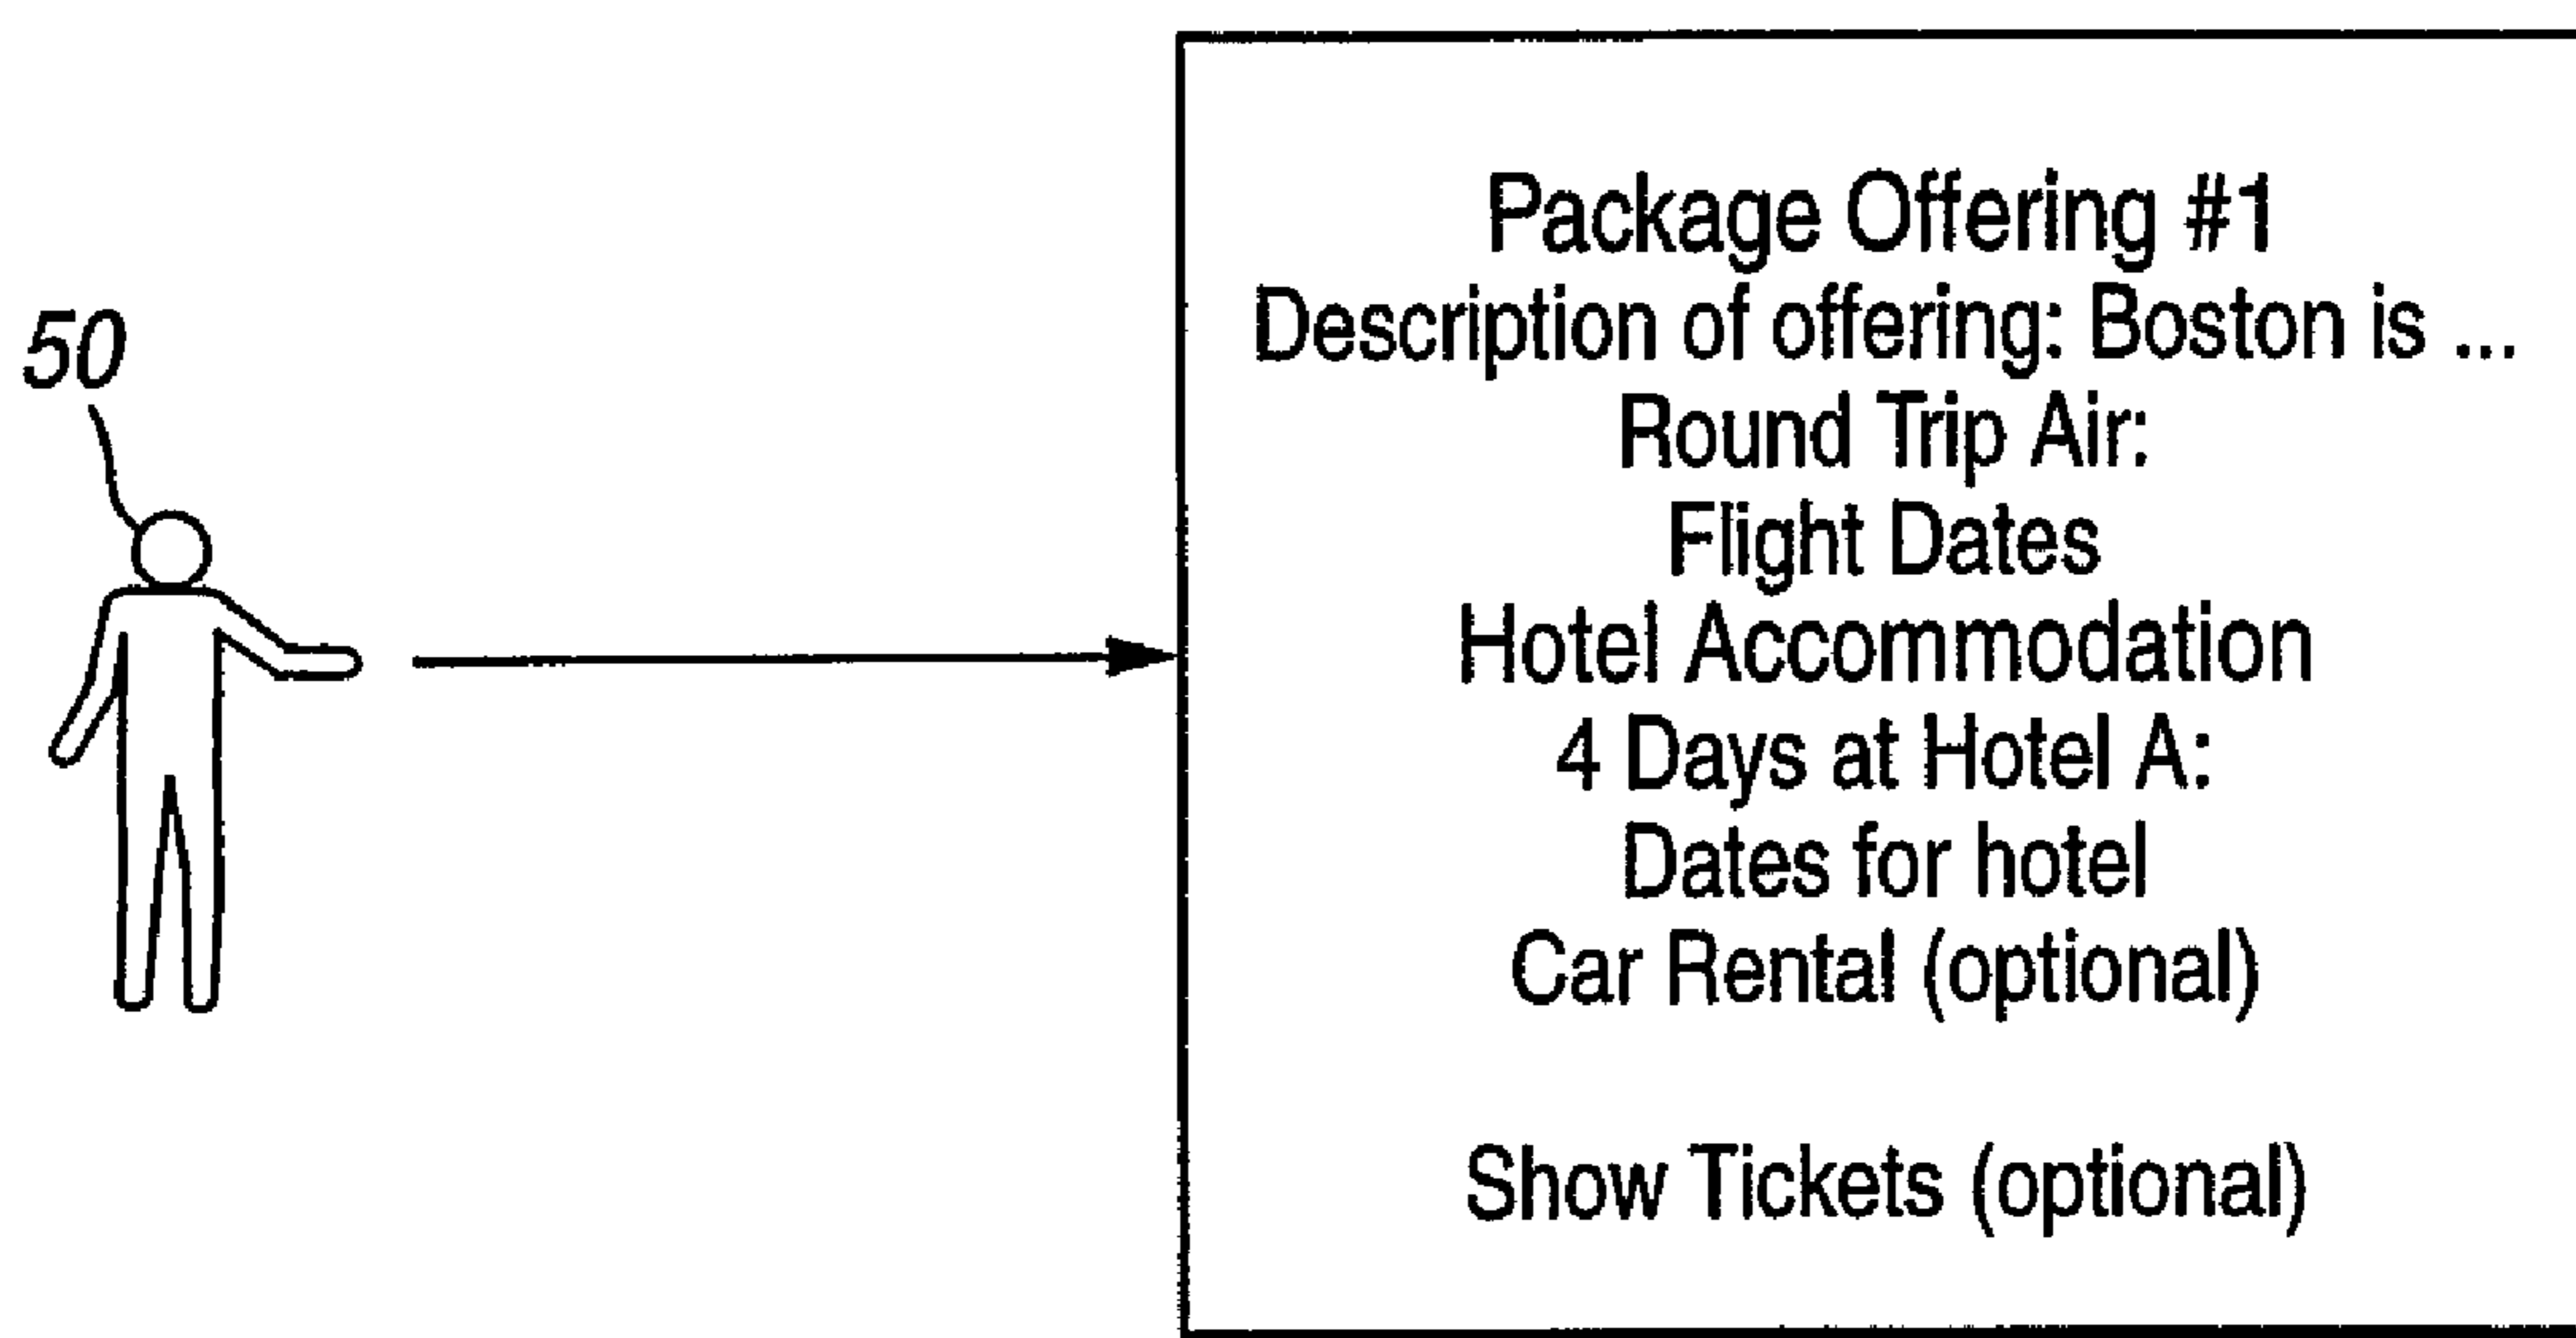 50
Package Offering #1
Description of offering: Boston is ...
Round Trip Air:
Flight Dates
Hotel Accommodation
4 Days at Hotel A:
Dates for hotel
Car Rental (optional)
Show Tickets (optional)